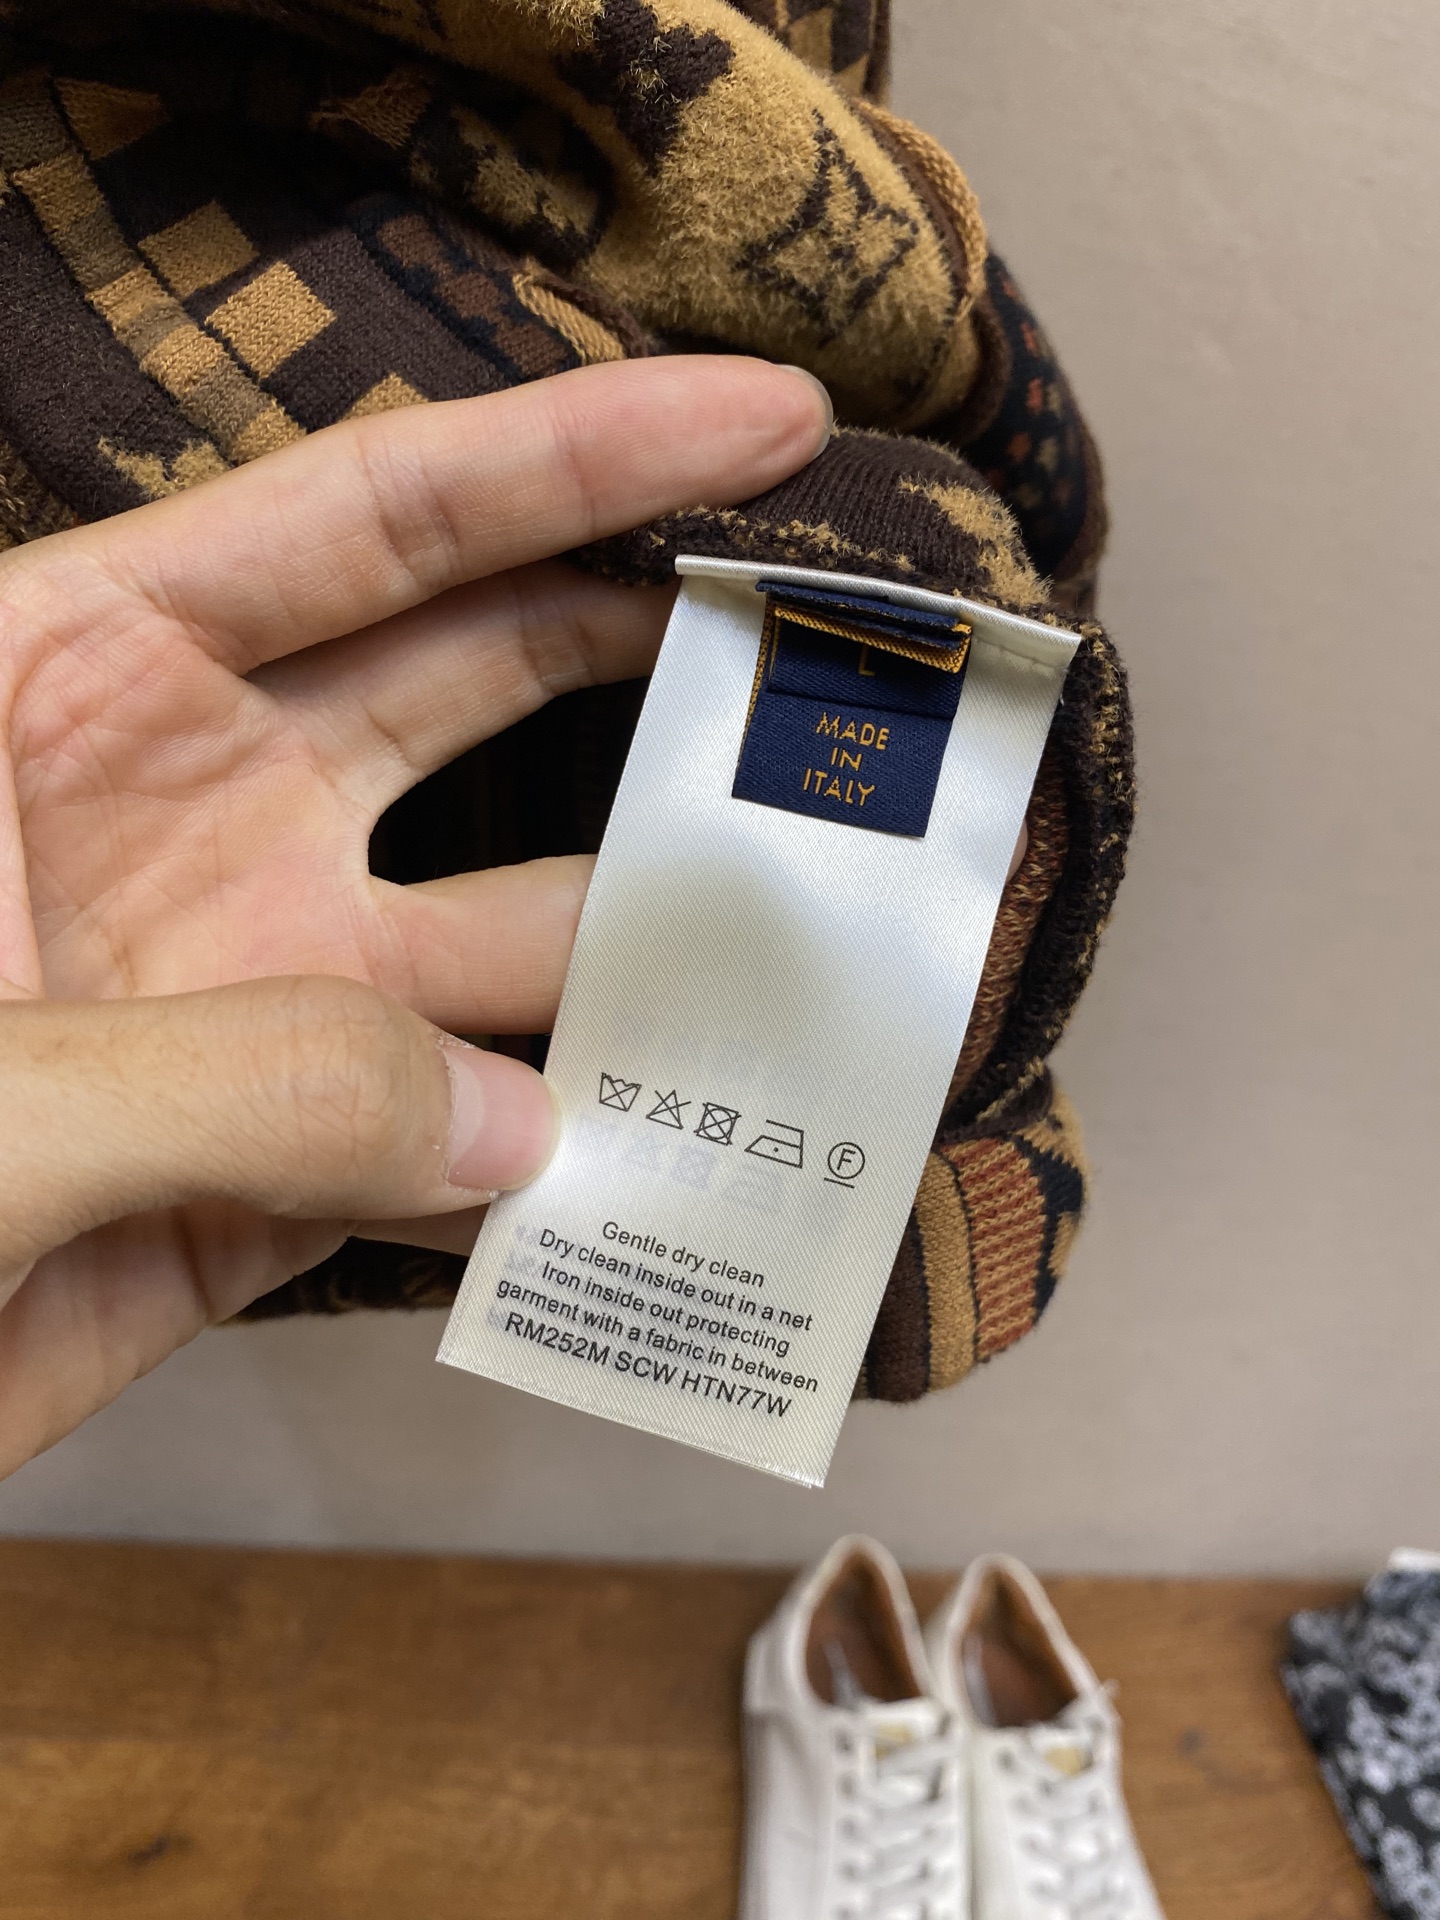 L
MADE
IN
ITALY
F
Gentle dry clean
Dry clean inside out in a net
Iron inside out protecting
garment with a fabric in between
RM252M SCW HTN77W